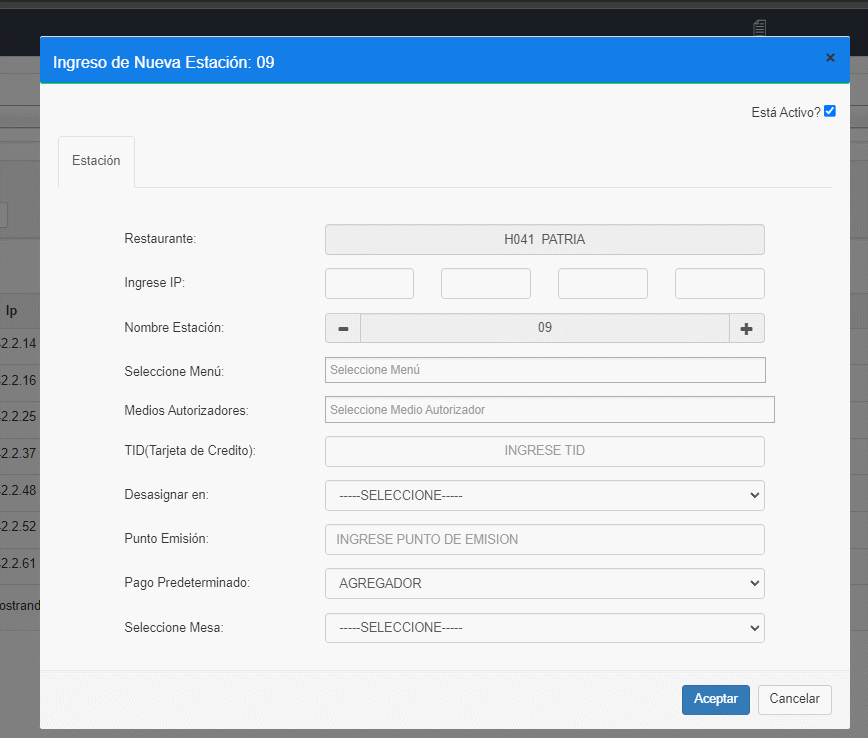 Ingreso de Nueva Estación: 09 ×
Está Activo?
Estación
Restaurante: H041 PATRIA
Ingrese IP:
Ip
Nombre Estación: 09
2.2.14
Seleccione Menú: Seleccione Menú
2.2.16
Medios Autorizadores: Seleccione Medio Autorizador
2.2.25
TID(Tarjeta de Credito): INGRESE TID
2.2.37
Desasignar en: -----SELECCIONE-----
2.2.48
2.2.52
Punto Emisión: INGRESE PUNTO DE EMISION
2.2.61
Pago Predeterminado: AGREGADOR
ostrand
Seleccione Mesa: -----SELECCIONE-----
Aceptar Cancelar